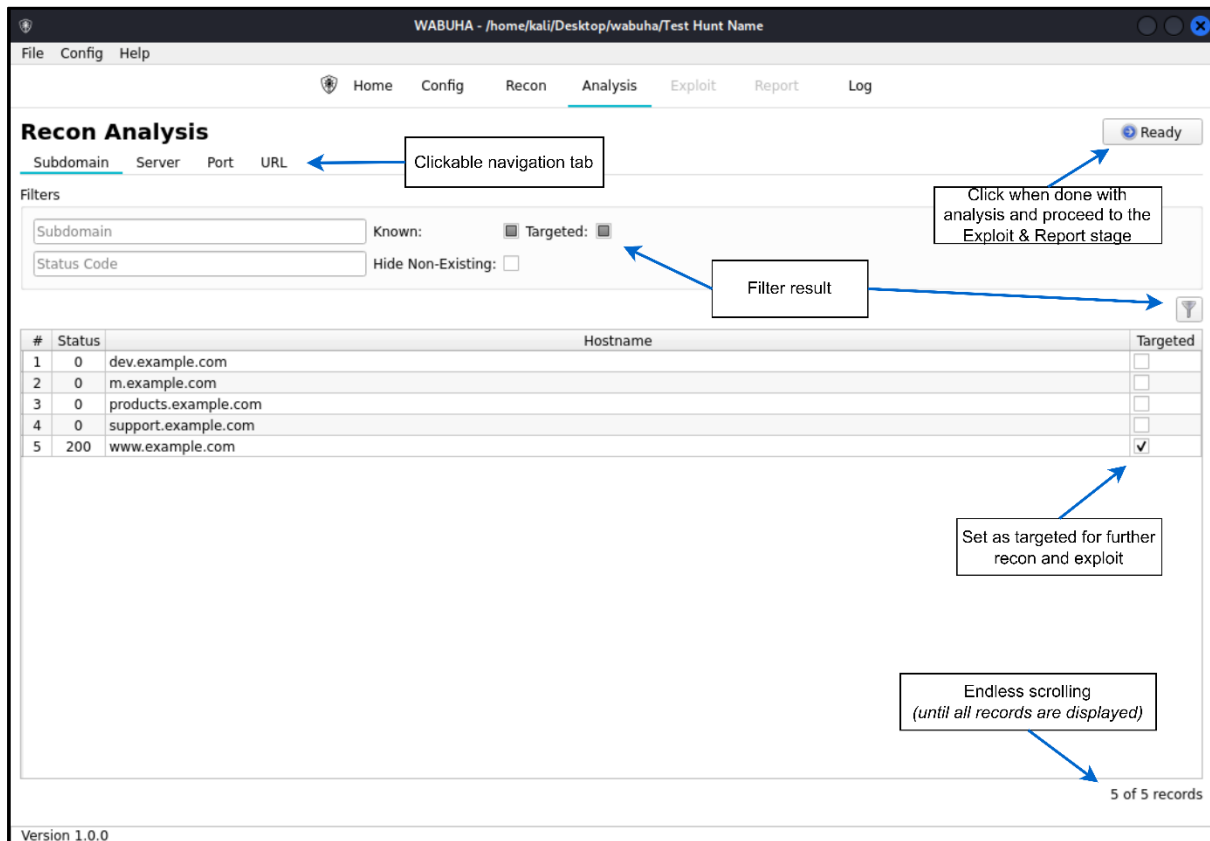 WABUHA - /home/kali/Desktop/wabuha/Test Hunt Name
File Config Help
Home Config Recon Analysis Exploit Report Log
Recon Analysis
Ready
Subdomain Server Port URL
Clickable navigation tab
Click when done with
analysis and proceed to the
Exploit & Report stage
Filters
Subdomain
Known:
Targeted:
Status Code
Hide Non-Existing:
Filter result
# Status Hostname Targeted
1 0 dev.example.com
2 0 m.example.com
3 0 products.example.com
4 0 support.example.com
5 200 www.example.com
Set as targeted for further
recon and exploit
Endless scrolling
(until all records are displayed)
5 of 5 records
Version 1.0.0